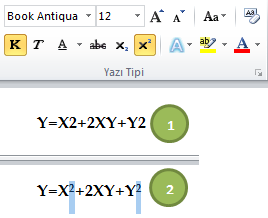 Book Antiqua 12 A A Aa
K T A abc x₂ x² A ab A
Yazı Tipi
Y=X2+2XY+Y2 1
Y=X²+2XY+Y² 2